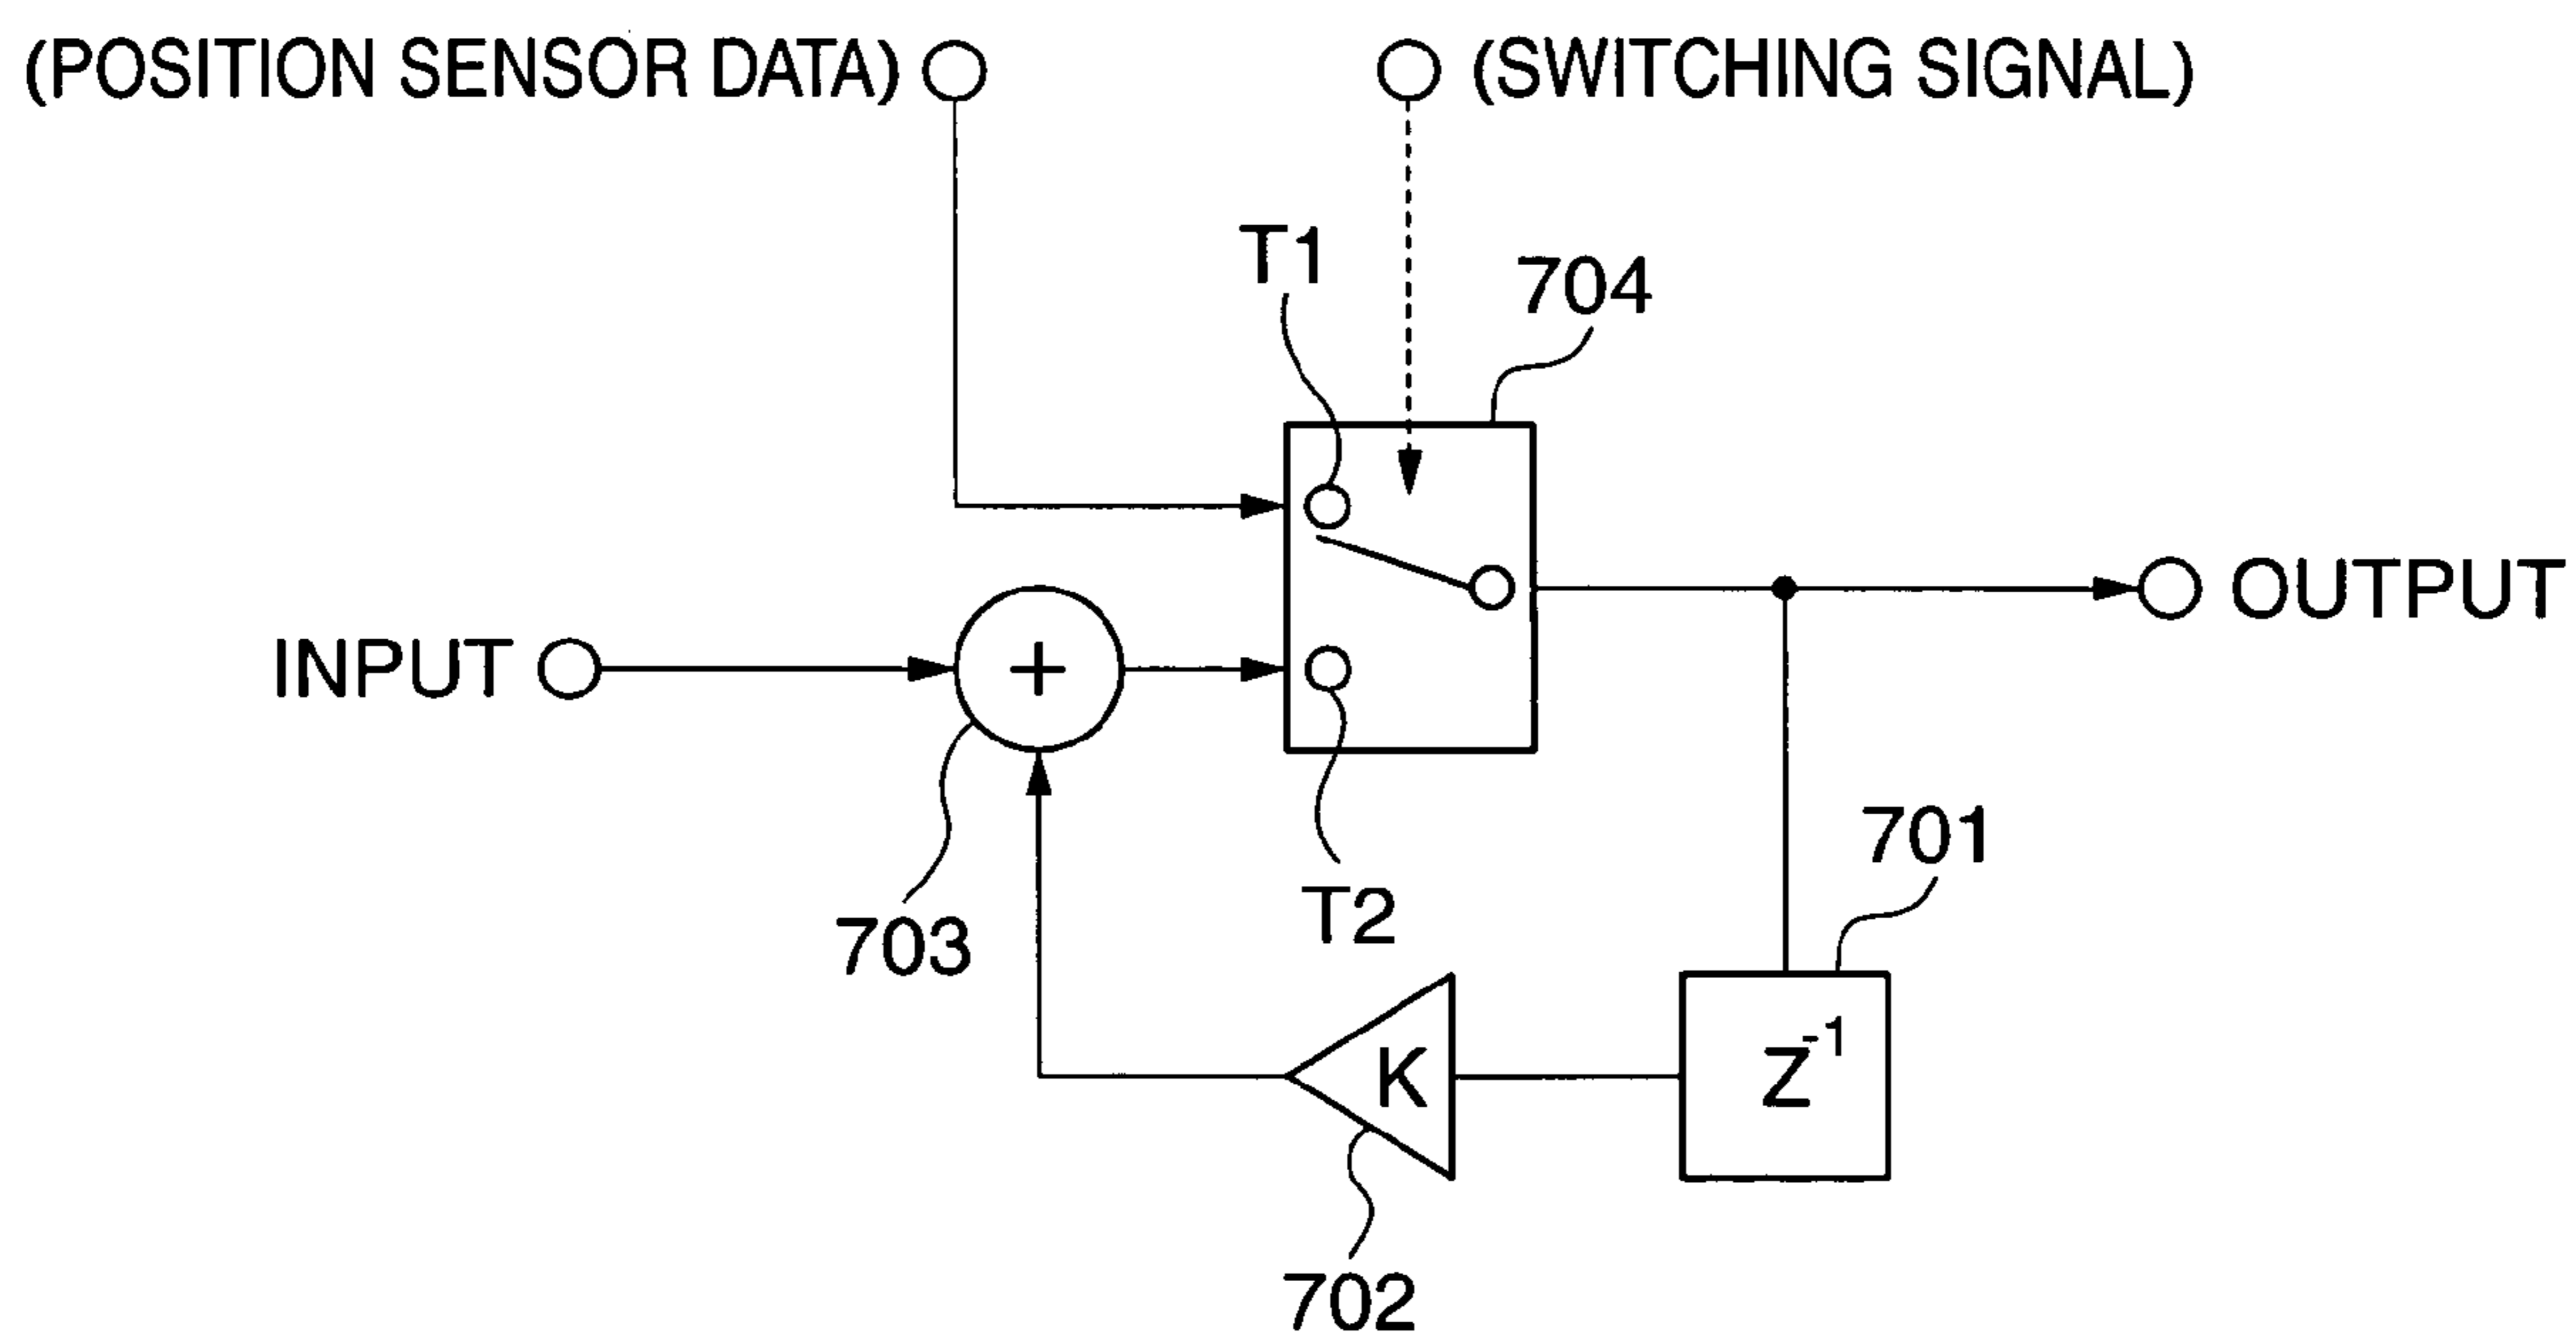 (POSITION SENSOR DATA)
(SWITCHING SIGNAL)
T1
704
INPUT
+
OUTPUT
703
T2
701
K
Z-1
702